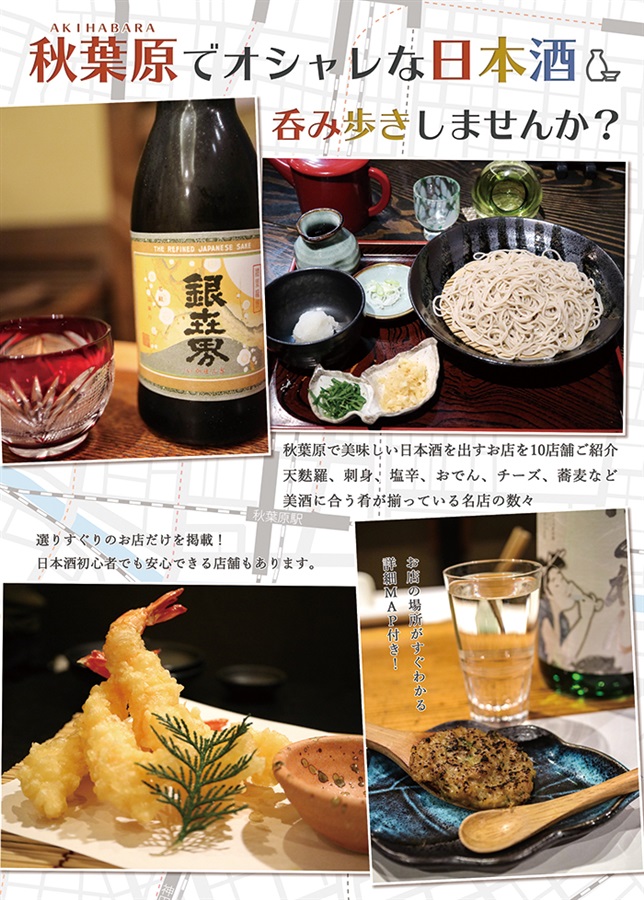 AKIHABARA
秋葉原でオシャレな日本酒
呑み歩きしませんか？
THE REFINED JAPANESE SAKE
銀世界
秋葉原で美味しい日本酒を出すお店を10店舗ご紹介
天麩羅、刺身、塩辛、おでん、チーズ、蕎麦など
美酒に合う肴が揃っている名店の数々
秋葉原駅
選りすぐりのお店だけを掲載！
日本酒初心者でも安心できる店舗もあります。
お店の場所がすぐわかる
詳細MAP付き！